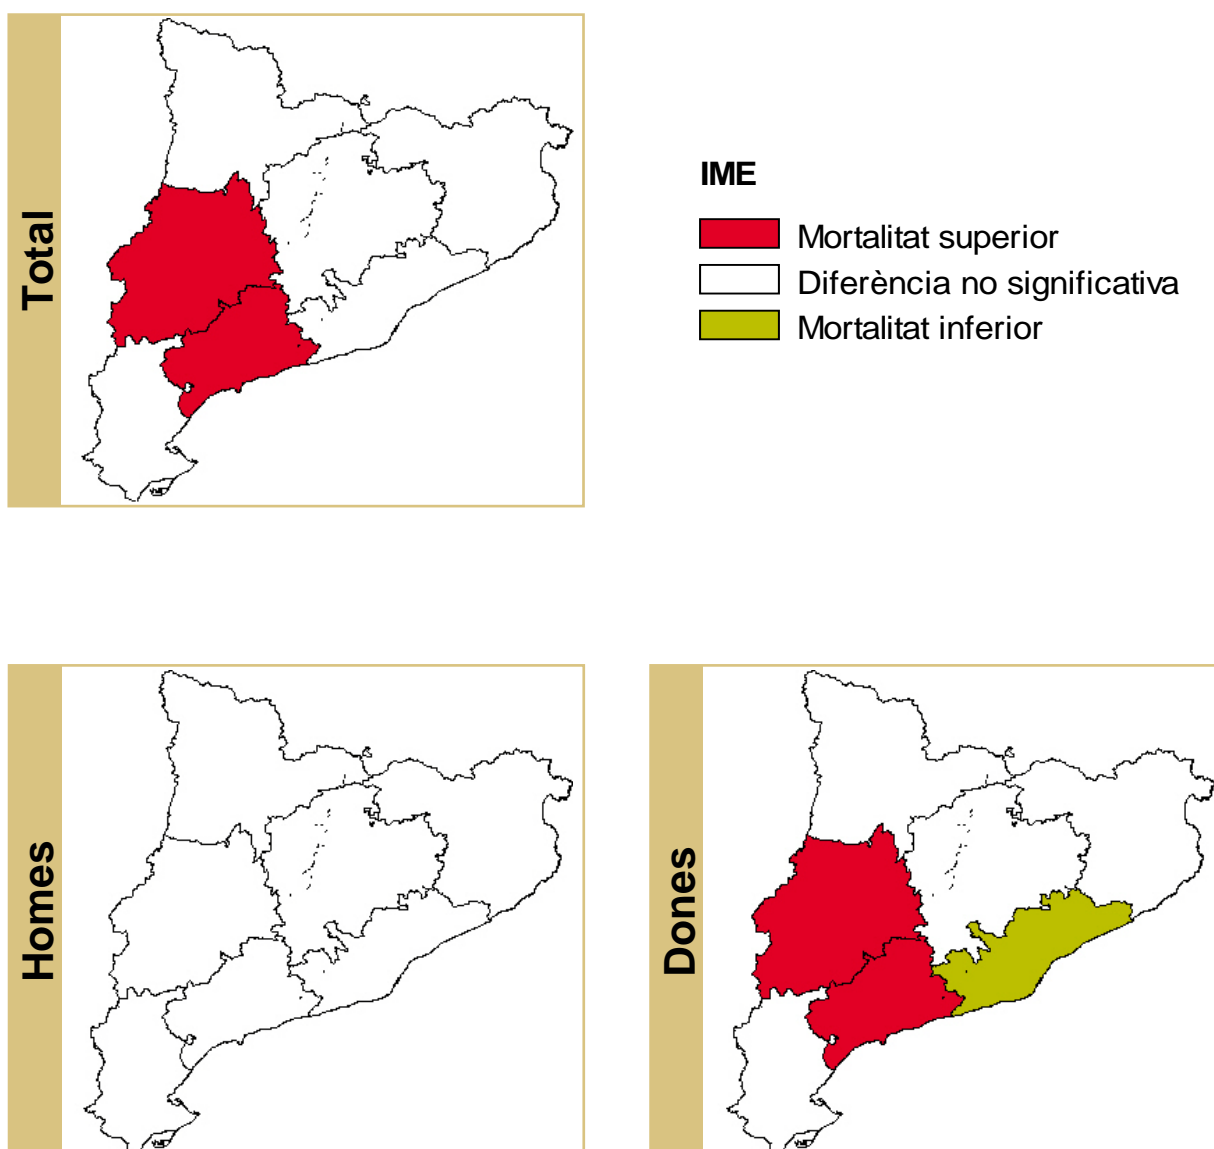 Total
IME
Mortalitat superior
Diferència no significativa
Mortalitat inferior
Homes
Dones